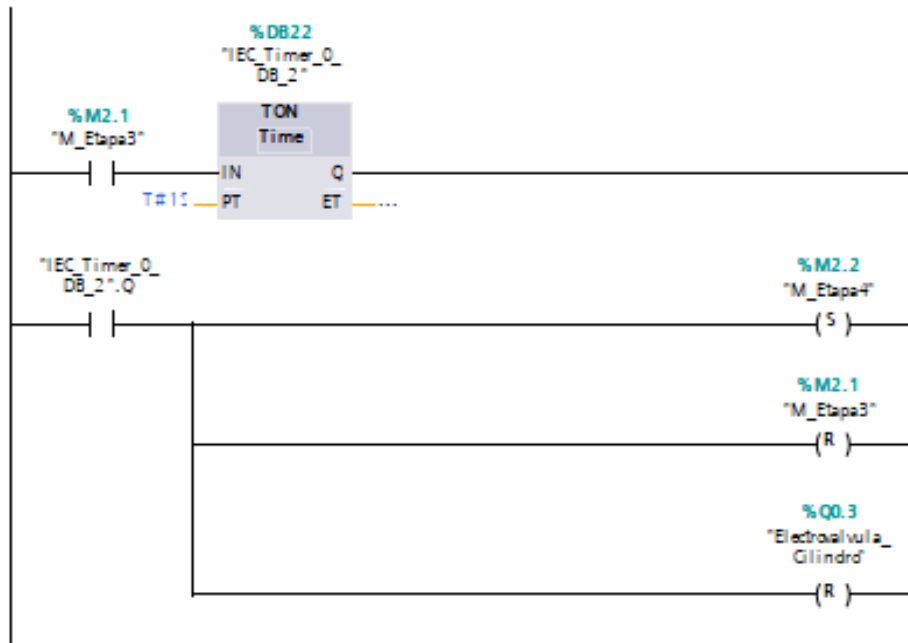 %DB22
"IEC_Timer_0_
DB_2"
TON
Time
%M2.1
"M_Etapa3"
IN
Q
T#1S
PT
ET
...
"IEC_Timer_0_
DB_2".Q
%M2.2
"M_Etapa4"
S
%M2.1
"M_Etapa3"
R
%Q0.3
"Electrovalvula_
Cilindro"
R